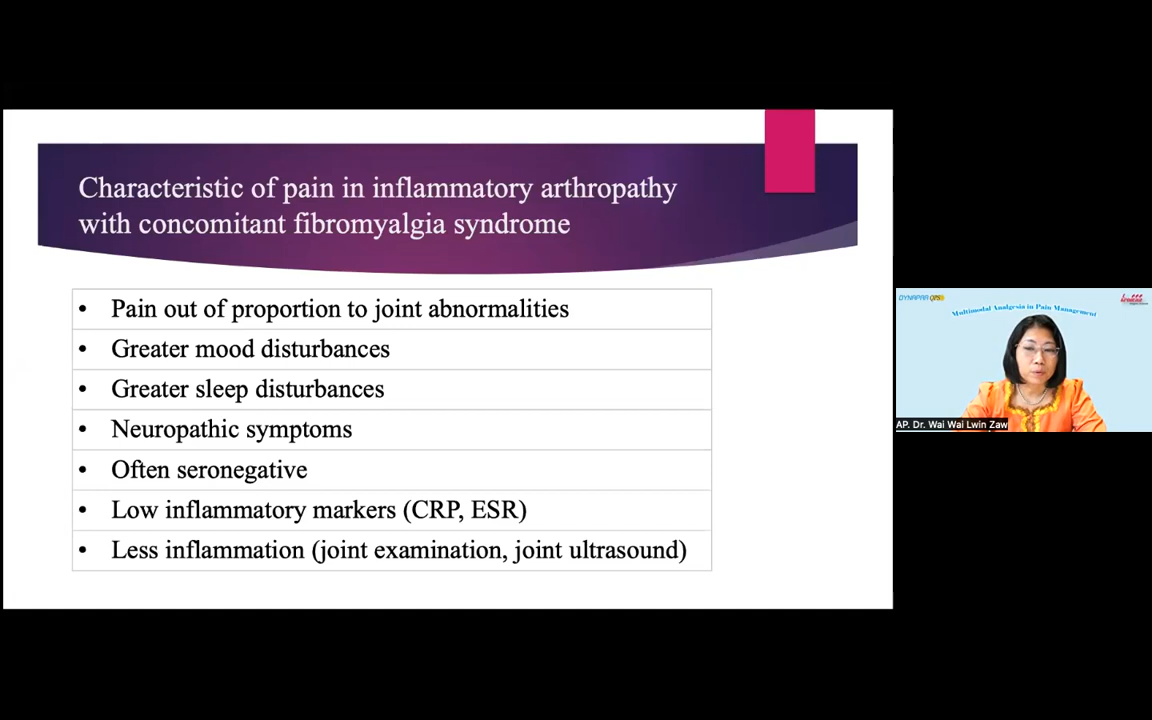 Characteristic of pain in inflammatory arthropathy
with concomitant fibromyalgia syndrome
• Pain out of proportion to joint abnormalities
• Greater mood disturbances
• Greater sleep disturbances
• Neuropathic symptoms
• Often seronegative
• Low inflammatory markers (CRP, ESR)
• Less inflammation (joint examination, joint ultrasound)
DYNAPAR QPS
Multimodal Analgesia in Pain Management
AP. Dr. Wai Wai Lwin Zaw